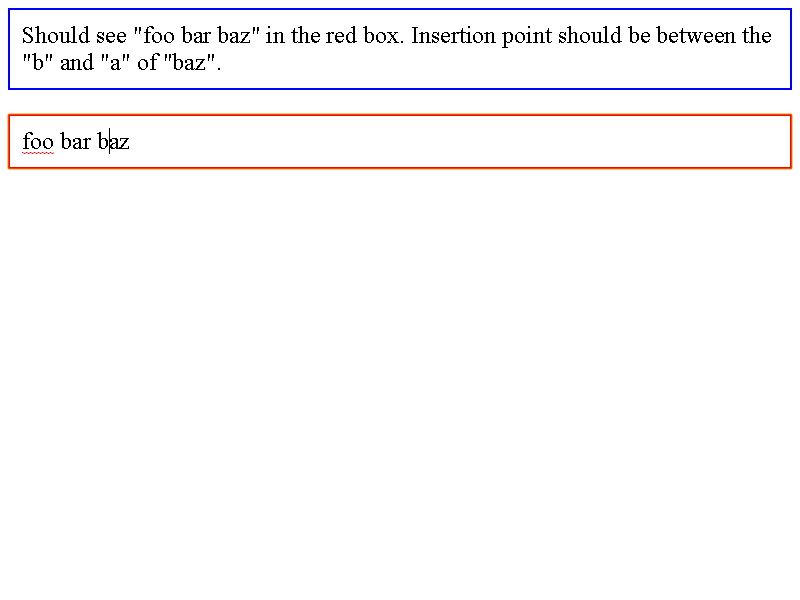 Should see "foo bar baz" in the red box. Insertion point should be between the
"b" and "a" of "baz".
foo bar baz